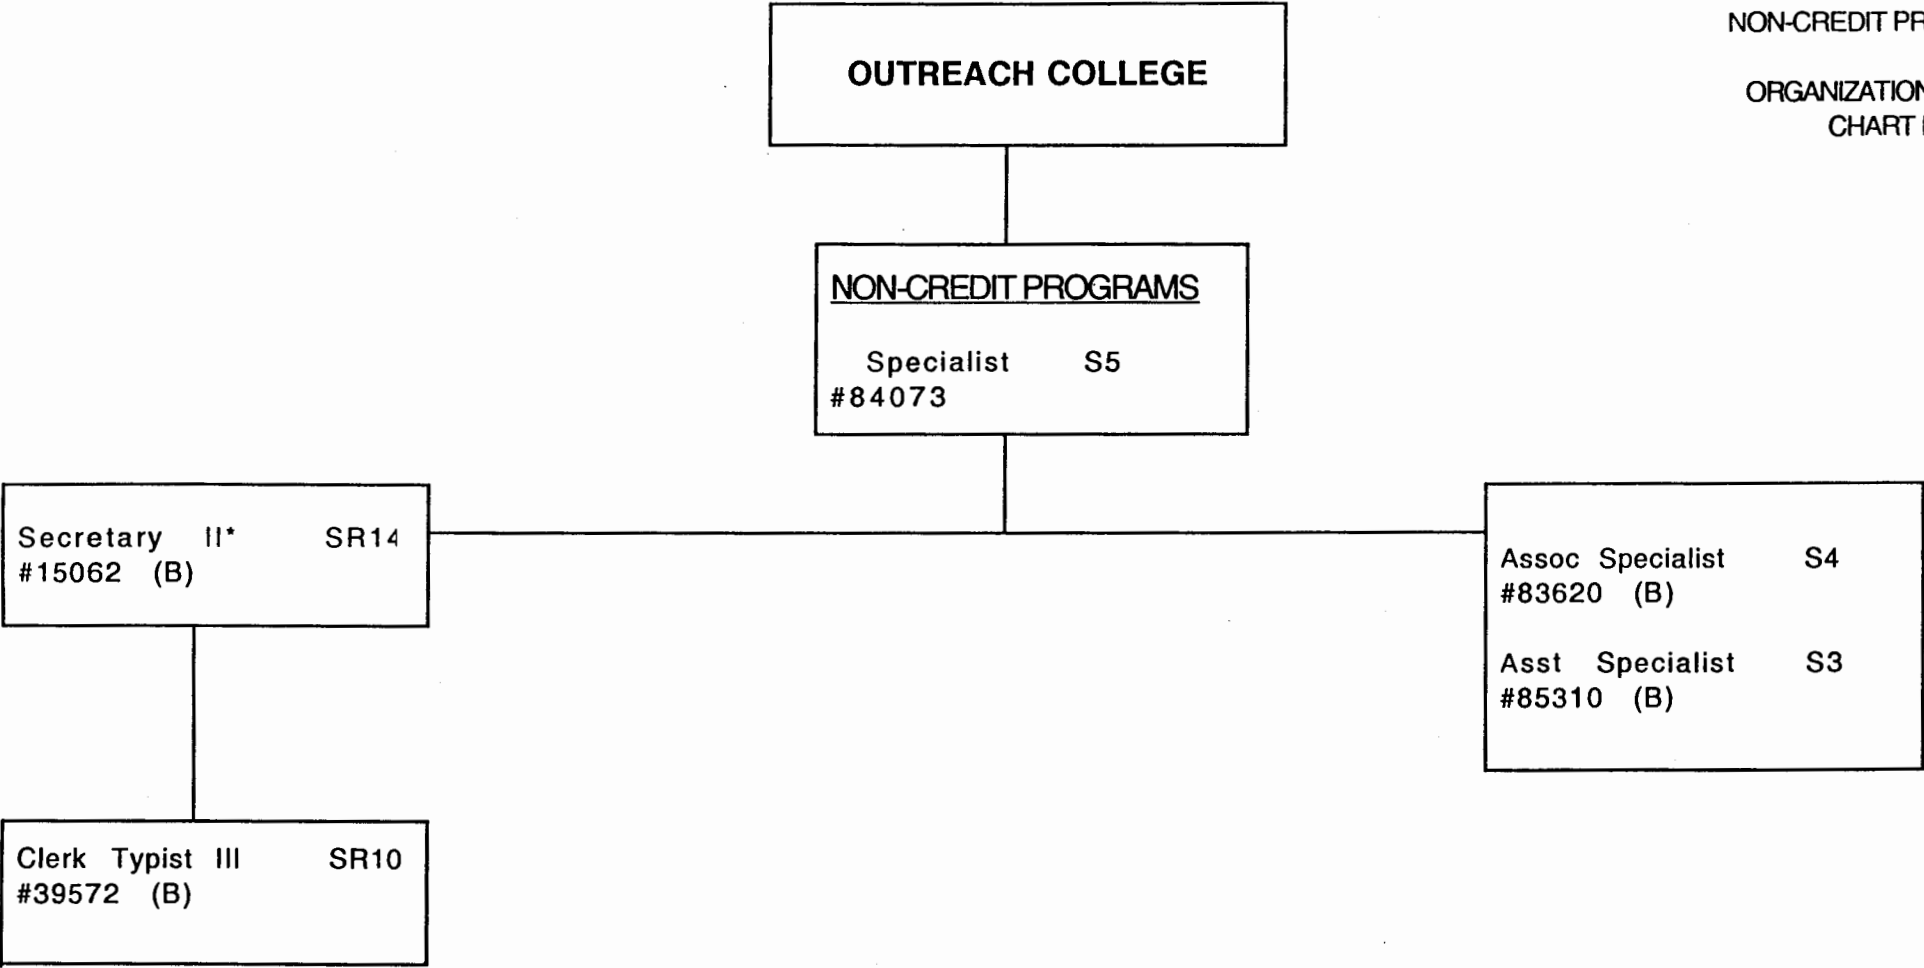 NON-CREDIT
ORGANIZATION
CHART
OUTREACH COLLEGE
NON-CREDIT PROGRAMS
Specialist S5
#84073
Secretary II* SR14
#15062 (B)
Assoc Specialist S4
#83620 (B)
Asst Specialist S3
#85310 (B)
Clerk Typist III SR10
#39572 (B)